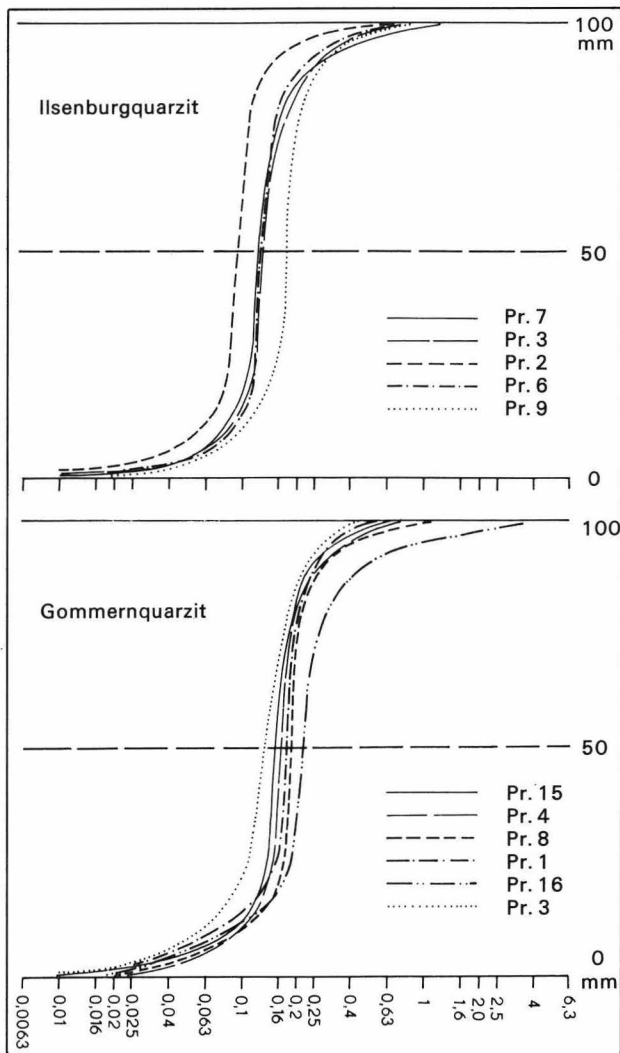 100
mm
Ilsenburgquarzit
50
Pr. 7
Pr. 3
Pr. 2
Pr. 6
Pr. 9
0
100
Gommernquarzit
50
Pr. 15
Pr. 4
Pr. 8
Pr. 1
Pr. 16
Pr. 3
0
mm
0,0063
0,01
0,016
0,02
0,025
0,04
0,063
0,1
0,16
0,2
0,25
0,4
0,63
1
1,6
2,0
2,5
4
6,3